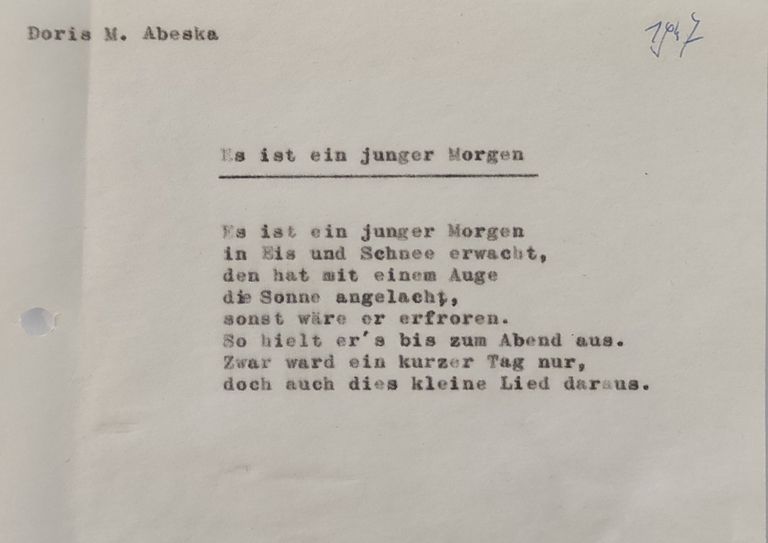 Doris M. Abeska
1947
Es ist ein junger Morgen
Es ist ein junger Morgen
in Eis und Schnee erwacht,
den hat mit einem Auge
die Sonne angelacht,
sonst wäre er erfroren.
So hielt er's bis zum Abend aus.
Zwar ward ein kurzer Tag nur,
doch auch dies kleine Lied daraus.